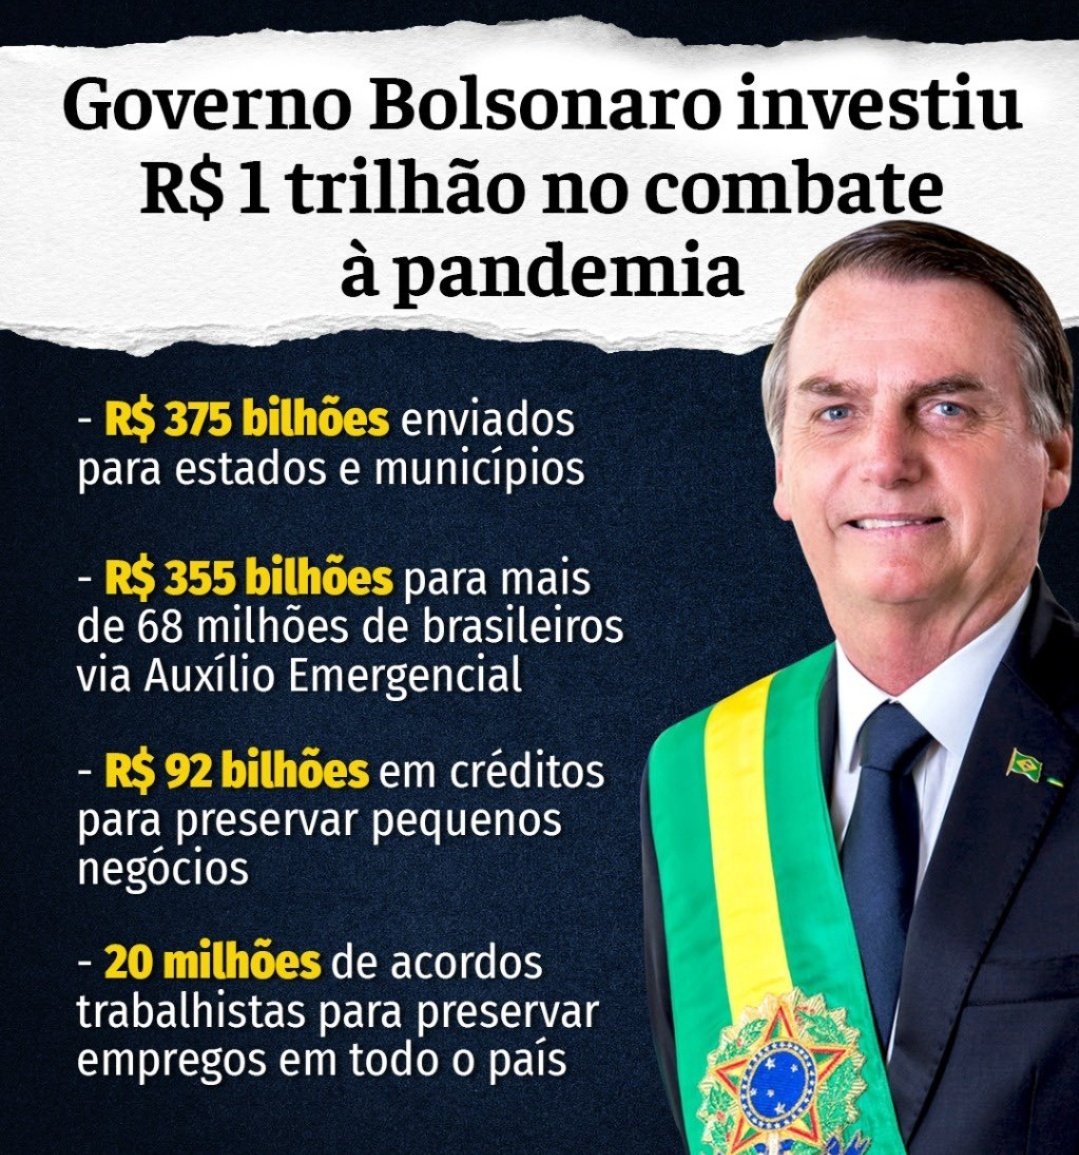 Governo Bolsonaro investiu
R$ 1 trilhão no combate
à pandemia
- R$ 375 bilhões enviados
para estados e municípios
- R$ 355 bilhões para mais
de 68 milhões de brasileiros
via Auxílio Emergencial
- R$ 92 bilhões em créditos
para preservar pequenos
negócios
- 20 milhões de acordos
trabalhistas para preservar
empregos em todo o país